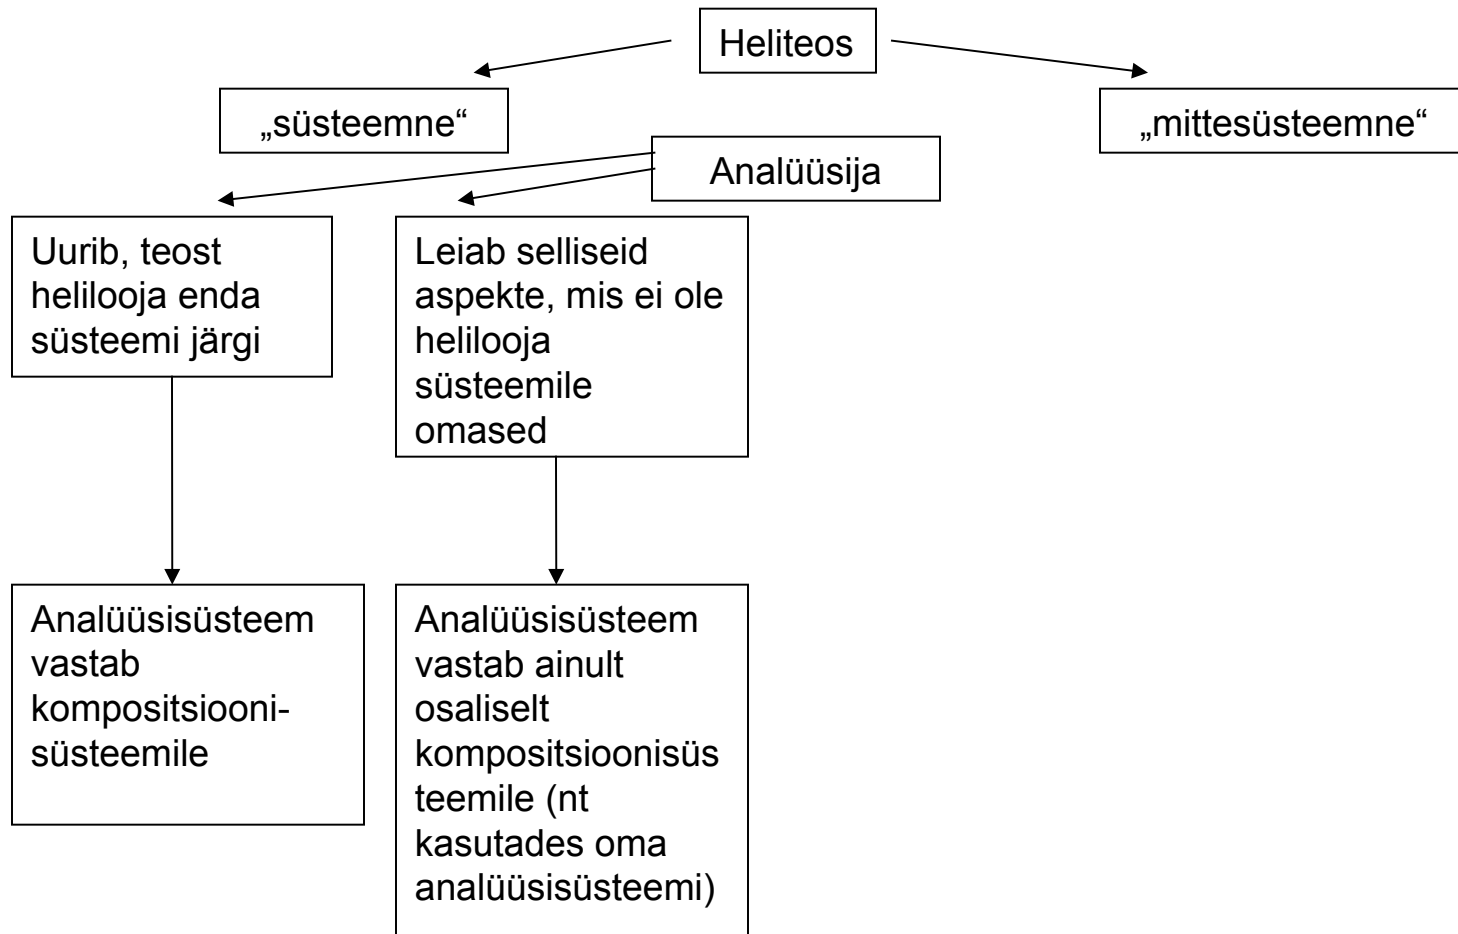 Heliteos
„süsteemne“
„mittesüsteemne“
Analüüsija
Uurib, teost
helilooja enda
süsteemi järgi
Leiab selliseid
aspekte, mis ei ole
helilooja
süsteemile
omased
Analüüsisüsteem
vastab
kompositsiooni-
süsteemile
Analüüsisüsteem
vastab ainult
osaliselt
kompositsioonisüs
teemile (nt
kasutades oma
analüüsisüsteemi)